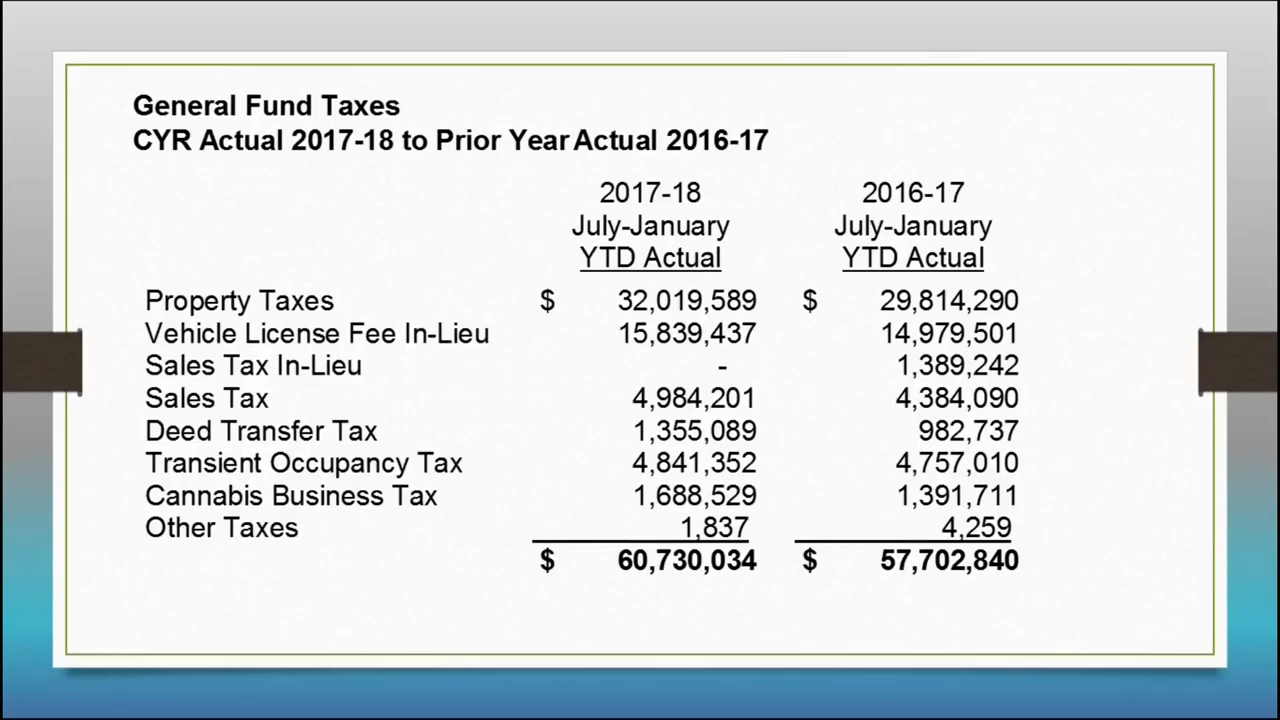 General Fund Taxes
CYR Actual 2017-18 to Prior Year Actual 2016-17
2017-18 2016-17
July-January July-January
YTD Actual YTD Actual
Property Taxes $ 32,019,589 $ 29,814,290
Vehicle License Fee In-Lieu 15,839,437 14,979,501
Sales Tax In-Lieu - 1,389,242
Sales Tax 4,984,201 4,384,090
Deed Transfer Tax 1,355,089 982,737
Transient Occupancy Tax 4,841,352 4,757,010
Cannabis Business Tax 1,688,529 1,391,711
Other Taxes 1,837 4,259
$ 60,730,034 $ 57,702,840